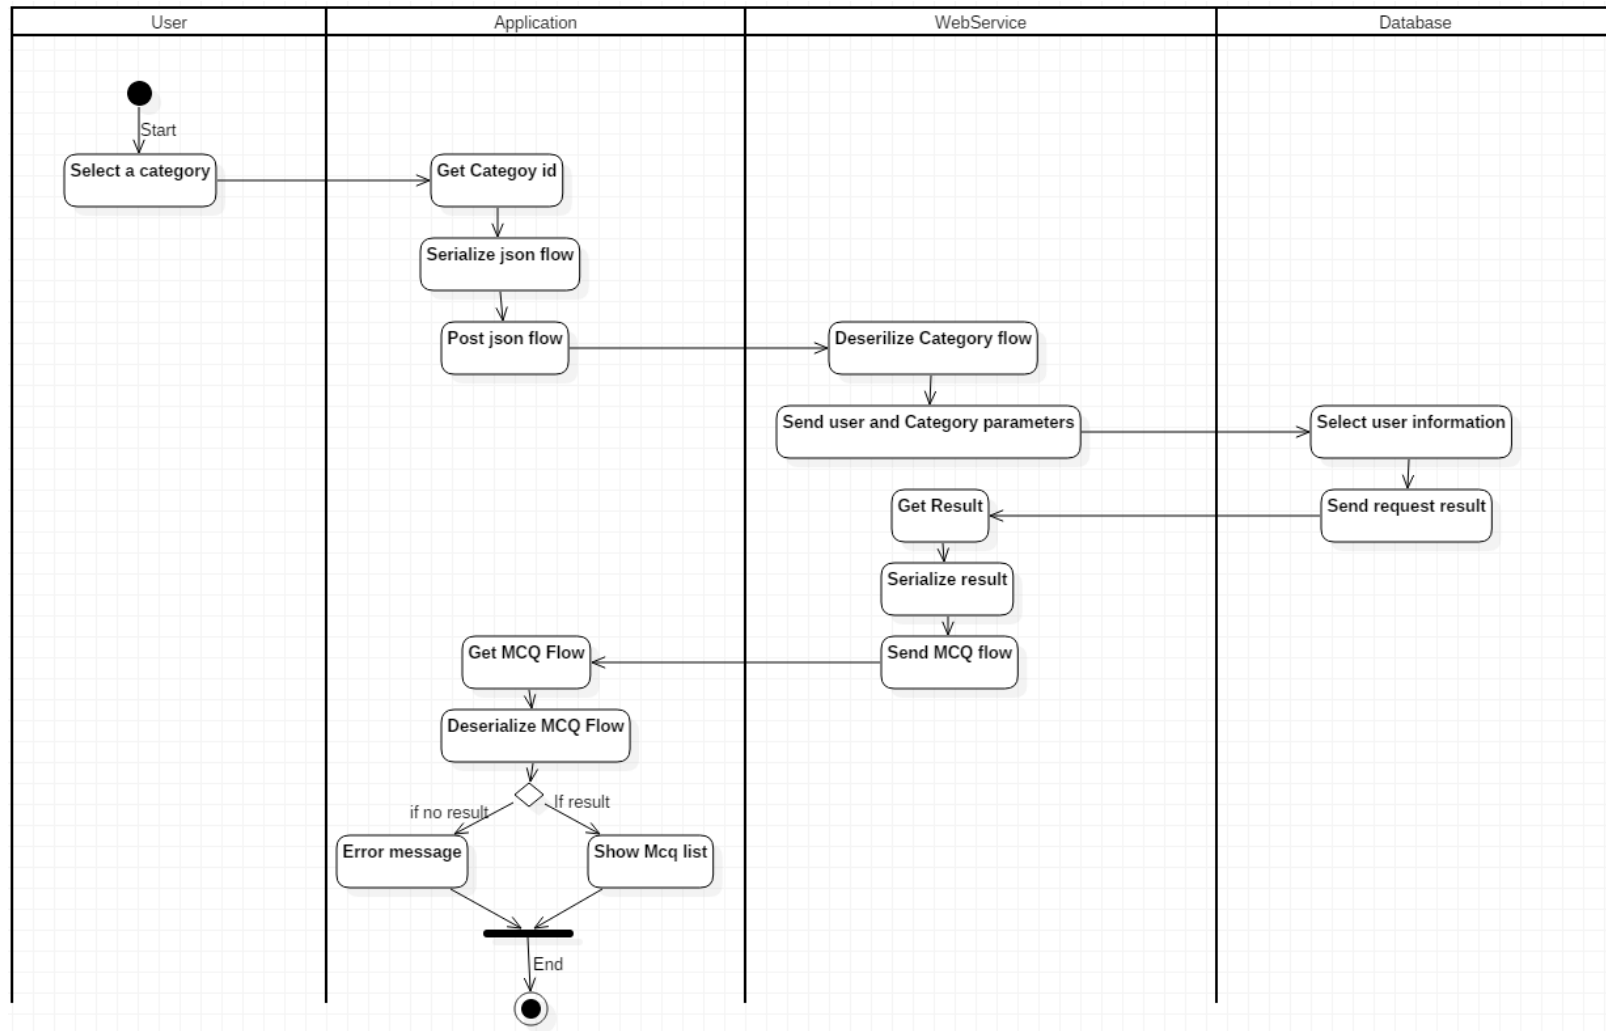 User
Application
WebService
Database
Start
Select a category
Get Categoy id
Serialize json flow
Post json flow
Deserilize Category flow
Send user and Category parameters
Select user information
Get Result
Send request result
Serialize result
Get MCQ Flow
Send MCQ flow
Deserialize MCQ Flow
if no result
If result
Error message
Show Mcq list
End